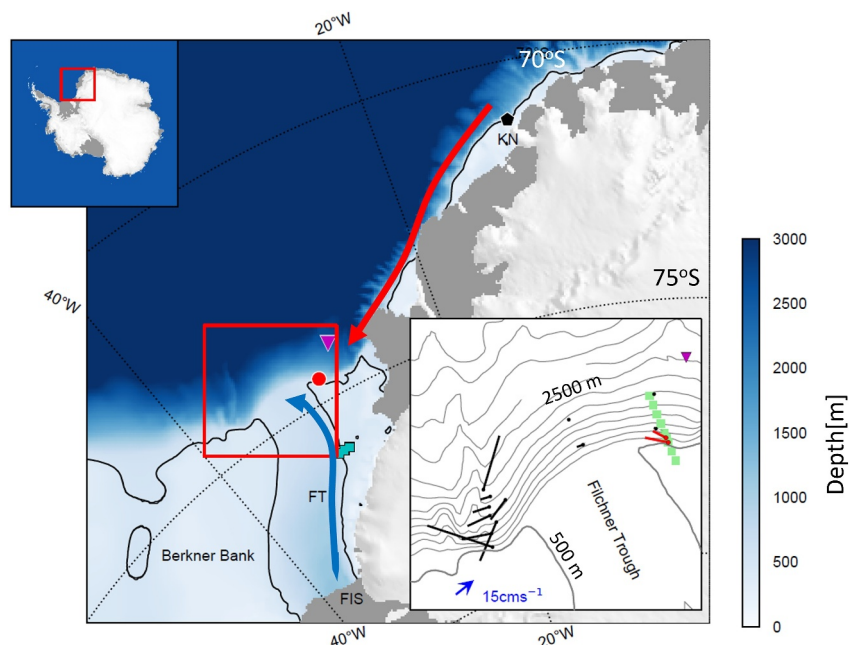 20°W
70°S
KN
40°W
75°S
2500 m
Filchner Trough
500 m
15cms⁻¹
FT
Berkner Bank
FIS
40°W
20°W
3000
2500
2000
1500
1000
500
0
Depth[m]